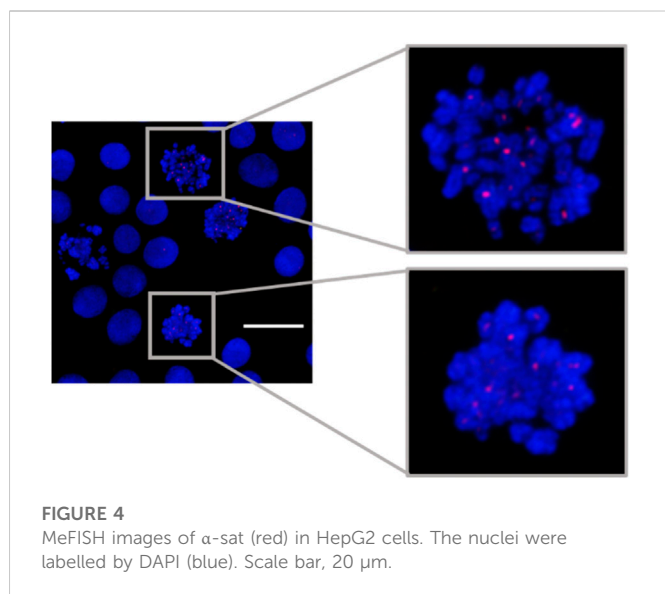 FIGURE 4
MeFISH images of α-sat (red) in HepG2 cells. The nuclei were
labelled by DAPI (blue). Scale bar, 20 μm.